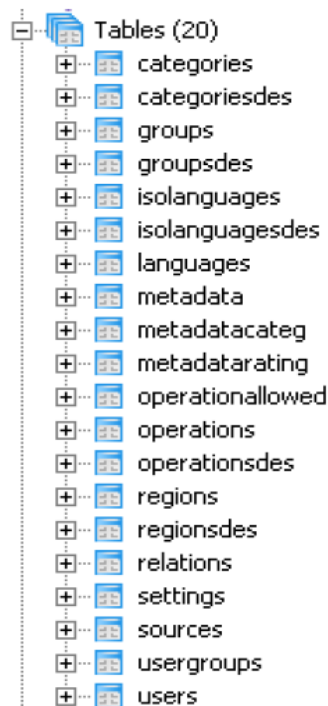 Tables (20)
categories
categoriesdes
groups
groupsdes
isolanguages
isolanguagesdes
languages
metadata
metadatacateg
metadatarating
operationallowed
operations
operationsdes
regions
regionsdes
relations
settings
sources
usergroups
users